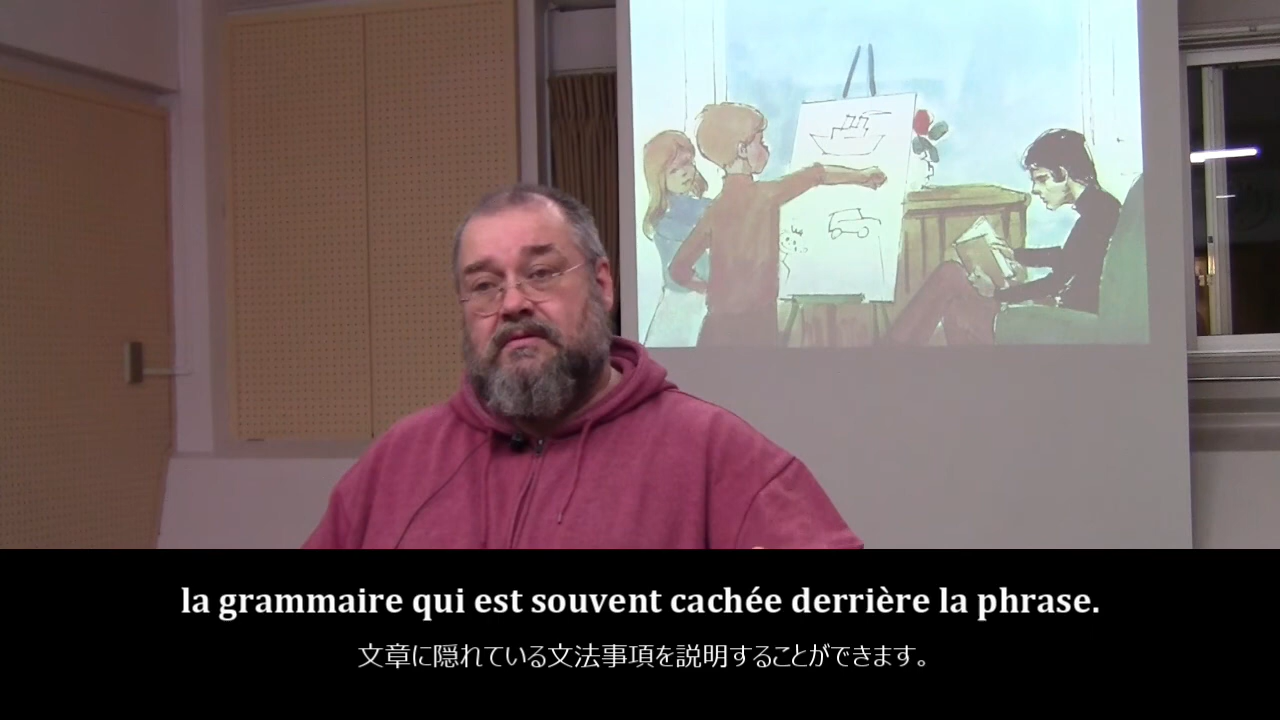 la grammaire qui est souvent cachée derrière la phrase.
文章に隠れている文法事項を説明することができます。